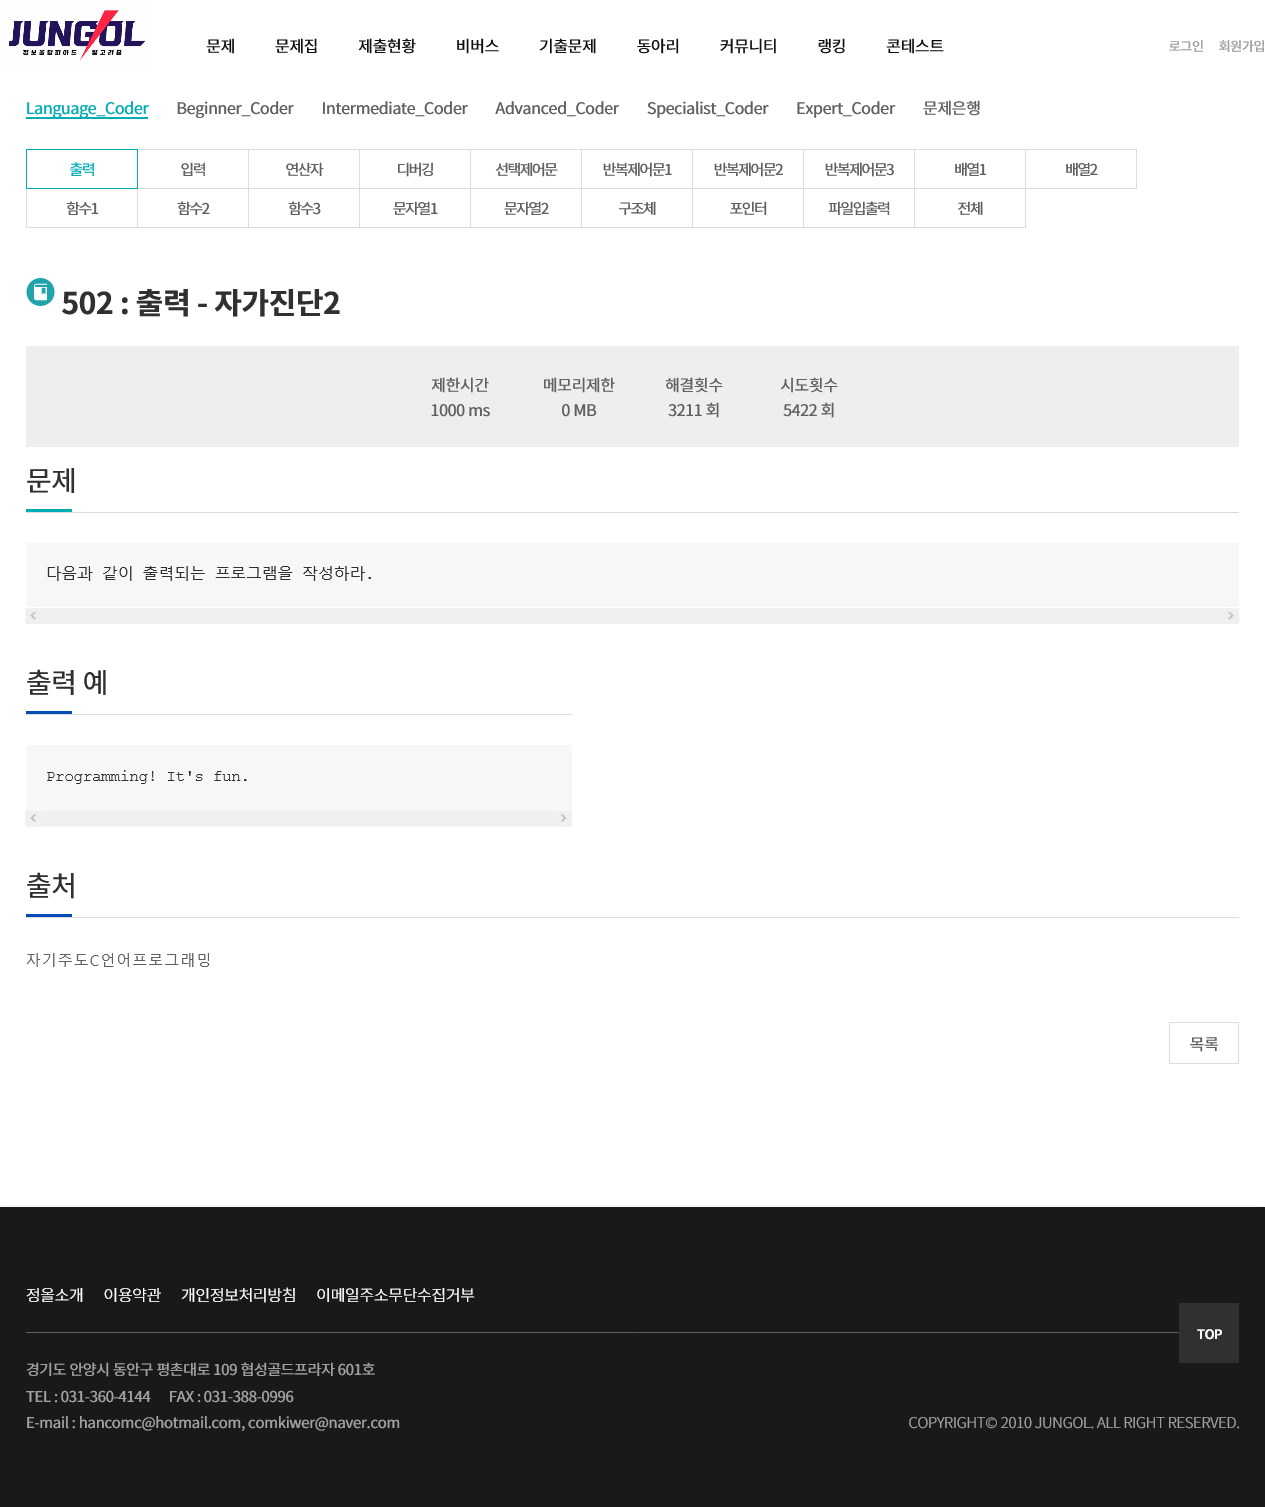 JUNGOL
정보올림피아드 알고리즘
문제 문제집 제출현황 비버스 기출문제 동아리 커뮤니티 랭킹 콘테스트 로그인 회원가입
Language_Coder Beginner_Coder Intermediate_Coder Advanced_Coder Specialist_Coder Expert_Coder 문제은행
출력 입력 연산자 디버깅 선택제어문 반복제어문1 반복제어문2 반복제어문3 배열1 배열2
함수1 함수2 함수3 문자열1 문자열2 구조체 포인터 파일입출력 전체
502 : 출력 - 자가진단2
제한시간 메모리제한 해결횟수 시도횟수
1000 ms 0 MB 3211 회 5422 회
문제
다음과 같이 출력되는 프로그램을 작성하라.
출력 예
Programming! It's fun.
출처
자기주도C언어프로그래밍
목록
정올소개 이용약관 개인정보처리방침 이메일주소무단수집거부
TOP
경기도 안양시 동안구 평촌대로 109 협성골드프라자 601호
TEL : 031-360-4144 FAX : 031-388-0996
E-mail : hancomc@hotmail.com, comkiwer@naver.com COPYRIGHT© 2010 JUNGOL. ALL RIGHT RESERVED.